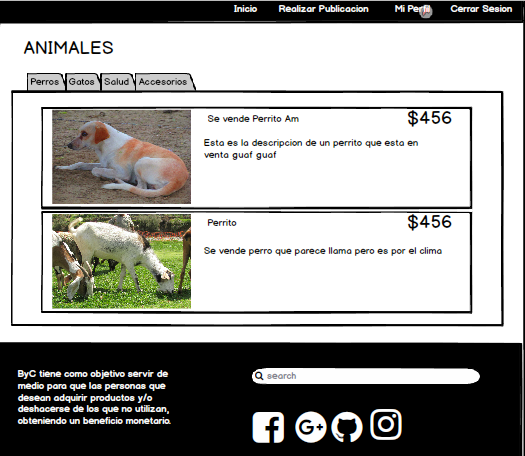 Inicio Realizar Publicacion Mi Perfil Cerrar Sesion
ANIMALES
Perros Gatos Salud Accesorios
Se vende Perrito Am $456
Esta es la descripcion de un perrito que esta en
venta guaf guaf
Perrito $456
Se vende perro que parece llama pero es por el clima
ByC tiene como objetivo servir de
medio para que las personas que
desean adquirir productos y/o
deshacerse de los que no utilizan,
obteniendo un beneficio monetario.
search